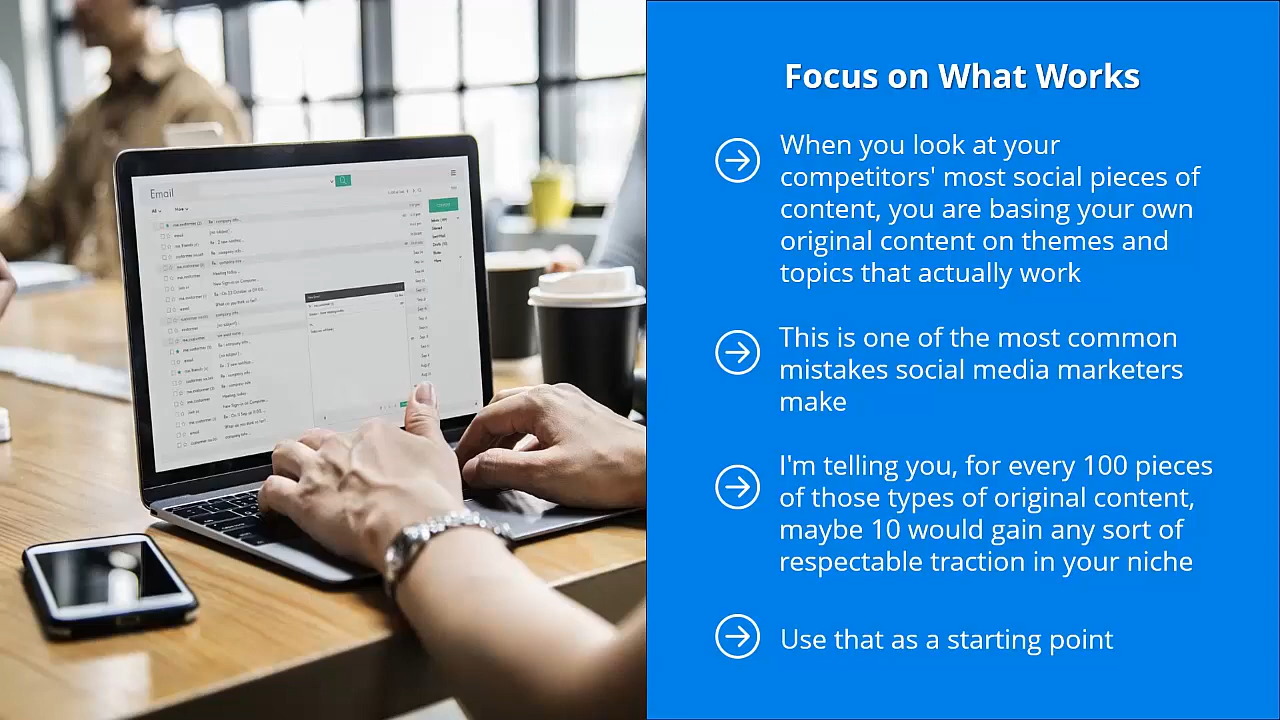 Focus on What Works
When you look at your
competitors' most social pieces of
content, you are basing your own
original content on themes and
topics that actually work
This is one of the most common
mistakes social media marketers
make
I'm telling you, for every 100 pieces
of those types of original content,
maybe 10 would gain any sort of
respectable traction in your niche
Use that as a starting point
Email